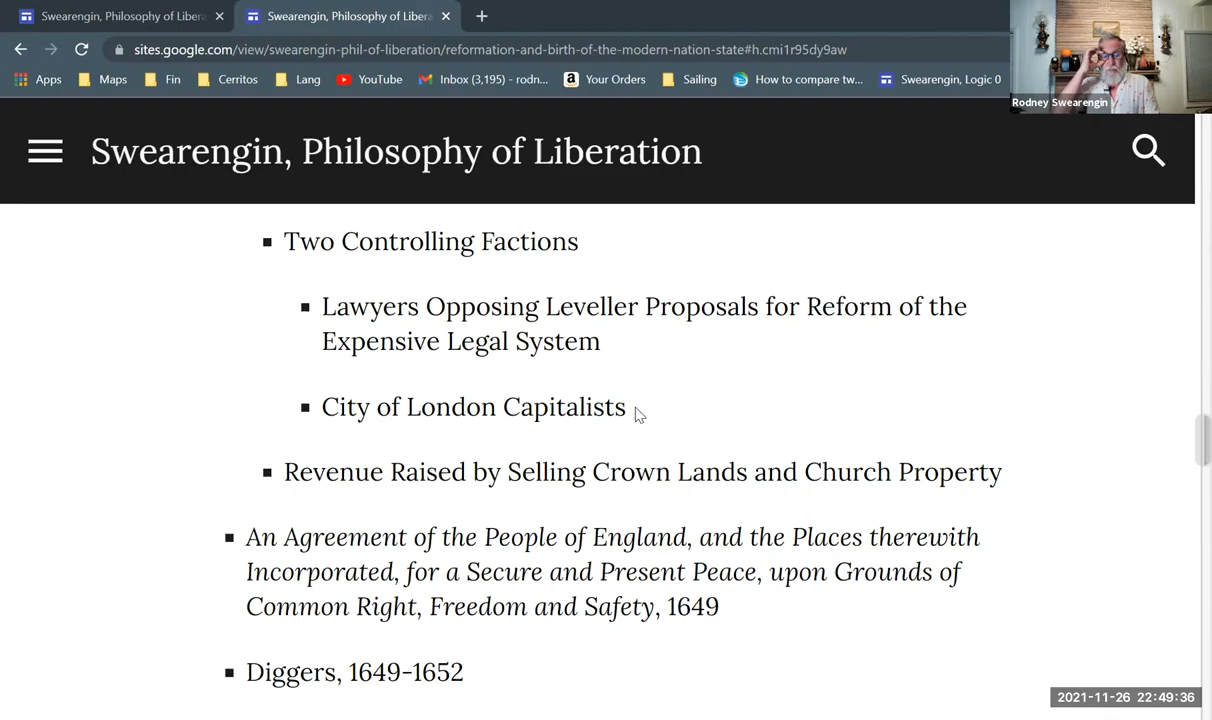 Swearengin, Philosophy of Libera
Swearengin, Philosophy of Libera
sites.google.com/view/swearengin-phil-of-liberation/reformation-and-birth-of-the-modern-nation-state#h.cmi1r95dy9aw
Apps Maps Fin Cerritos Lang YouTube Inbox (3,195) - rodn... Your Orders Sailing How to compare tw... Swearengin, Logic 0
Rodney Swearengin
Swearengin, Philosophy of Liberation
Two Controlling Factions
Lawyers Opposing Leveller Proposals for Reform of the
Expensive Legal System
City of London Capitalists
Revenue Raised by Selling Crown Lands and Church Property
An Agreement of the People of England, and the Places therewith
Incorporated, for a Secure and Present Peace, upon Grounds of
Common Right, Freedom and Safety, 1649
Diggers, 1649-1652
2021-11-26 22:49:36